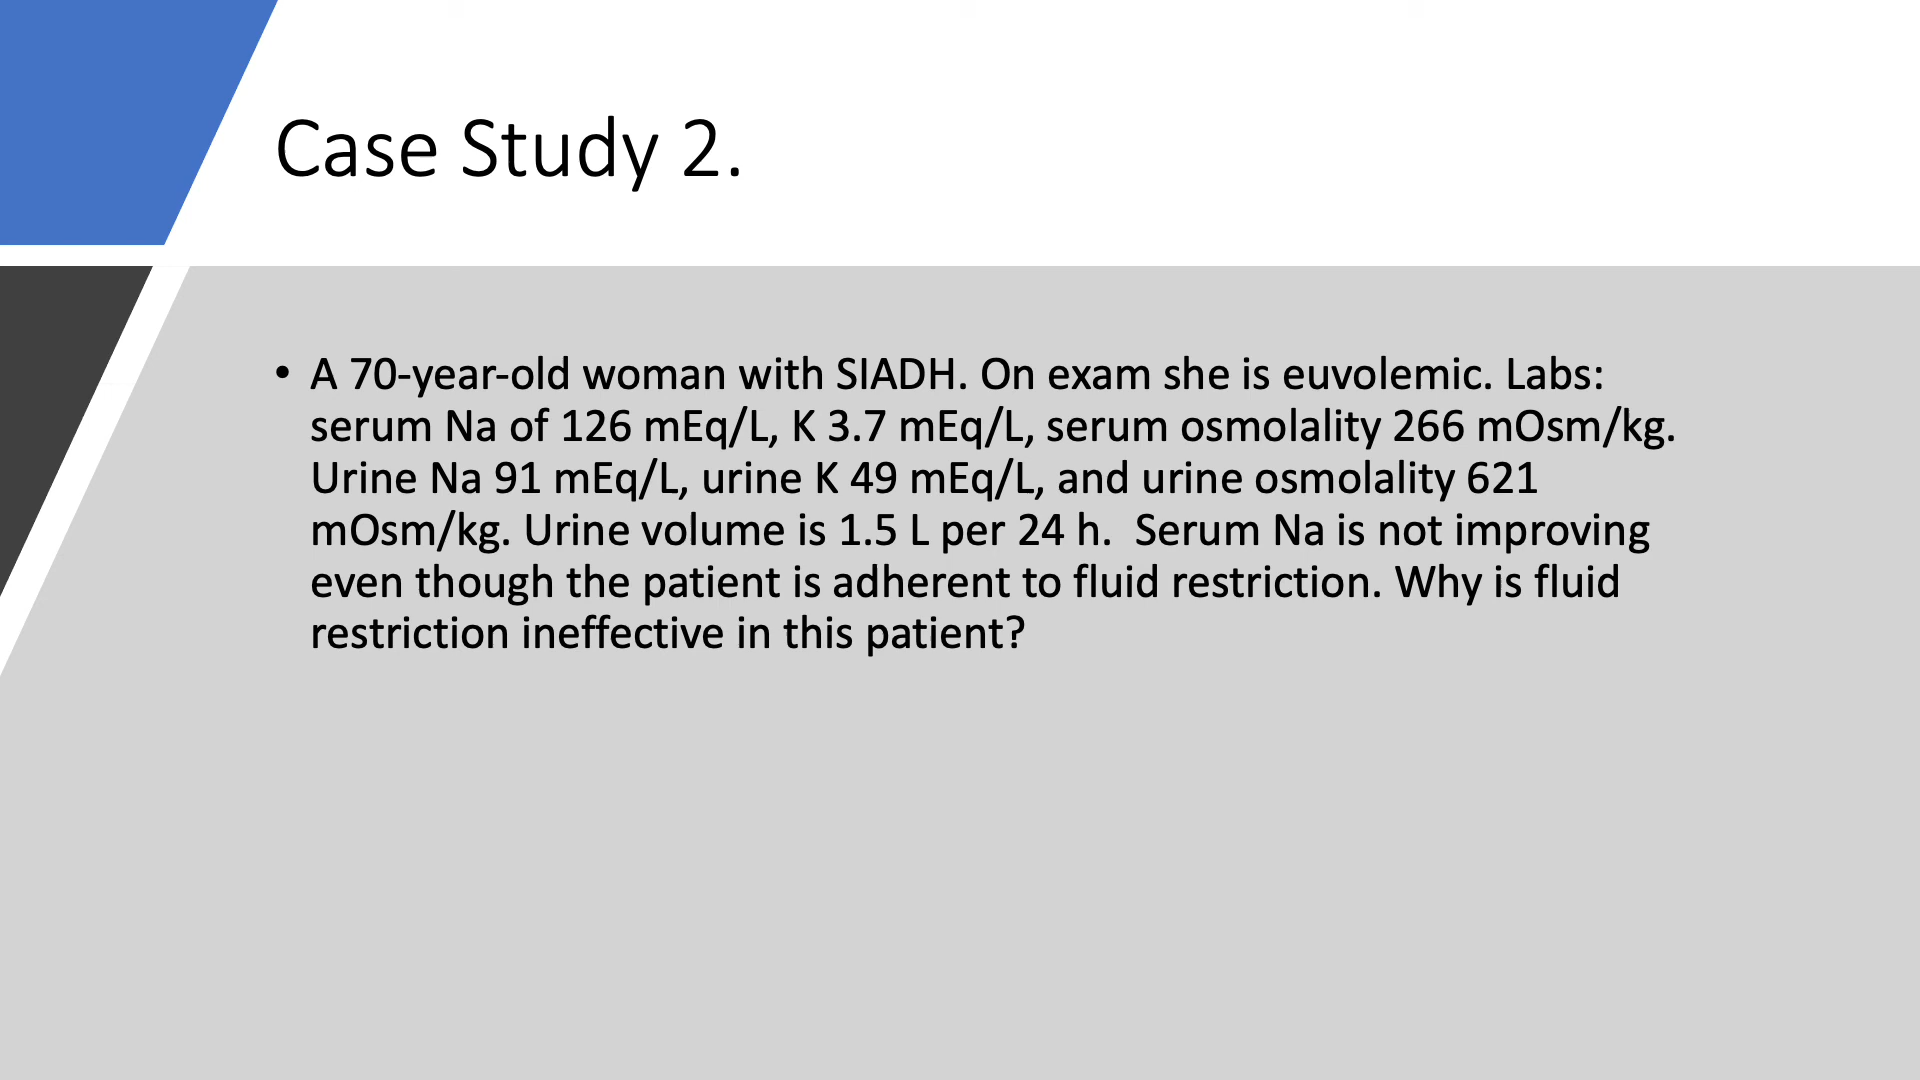 Case Study 2.
• A 70-year-old woman with SIADH. On exam she is euvolemic. Labs:
serum Na of 126 mEq/L, K 3.7 mEq/L, serum osmolality 266 mOsm/kg.
Urine Na 91 mEq/L, urine K 49 mEq/L, and urine osmolality 621
mOsm/kg. Urine volume is 1.5 L per 24 h.  Serum Na is not improving
even though the patient is adherent to fluid restriction. Why is fluid
restriction ineffective in this patient?